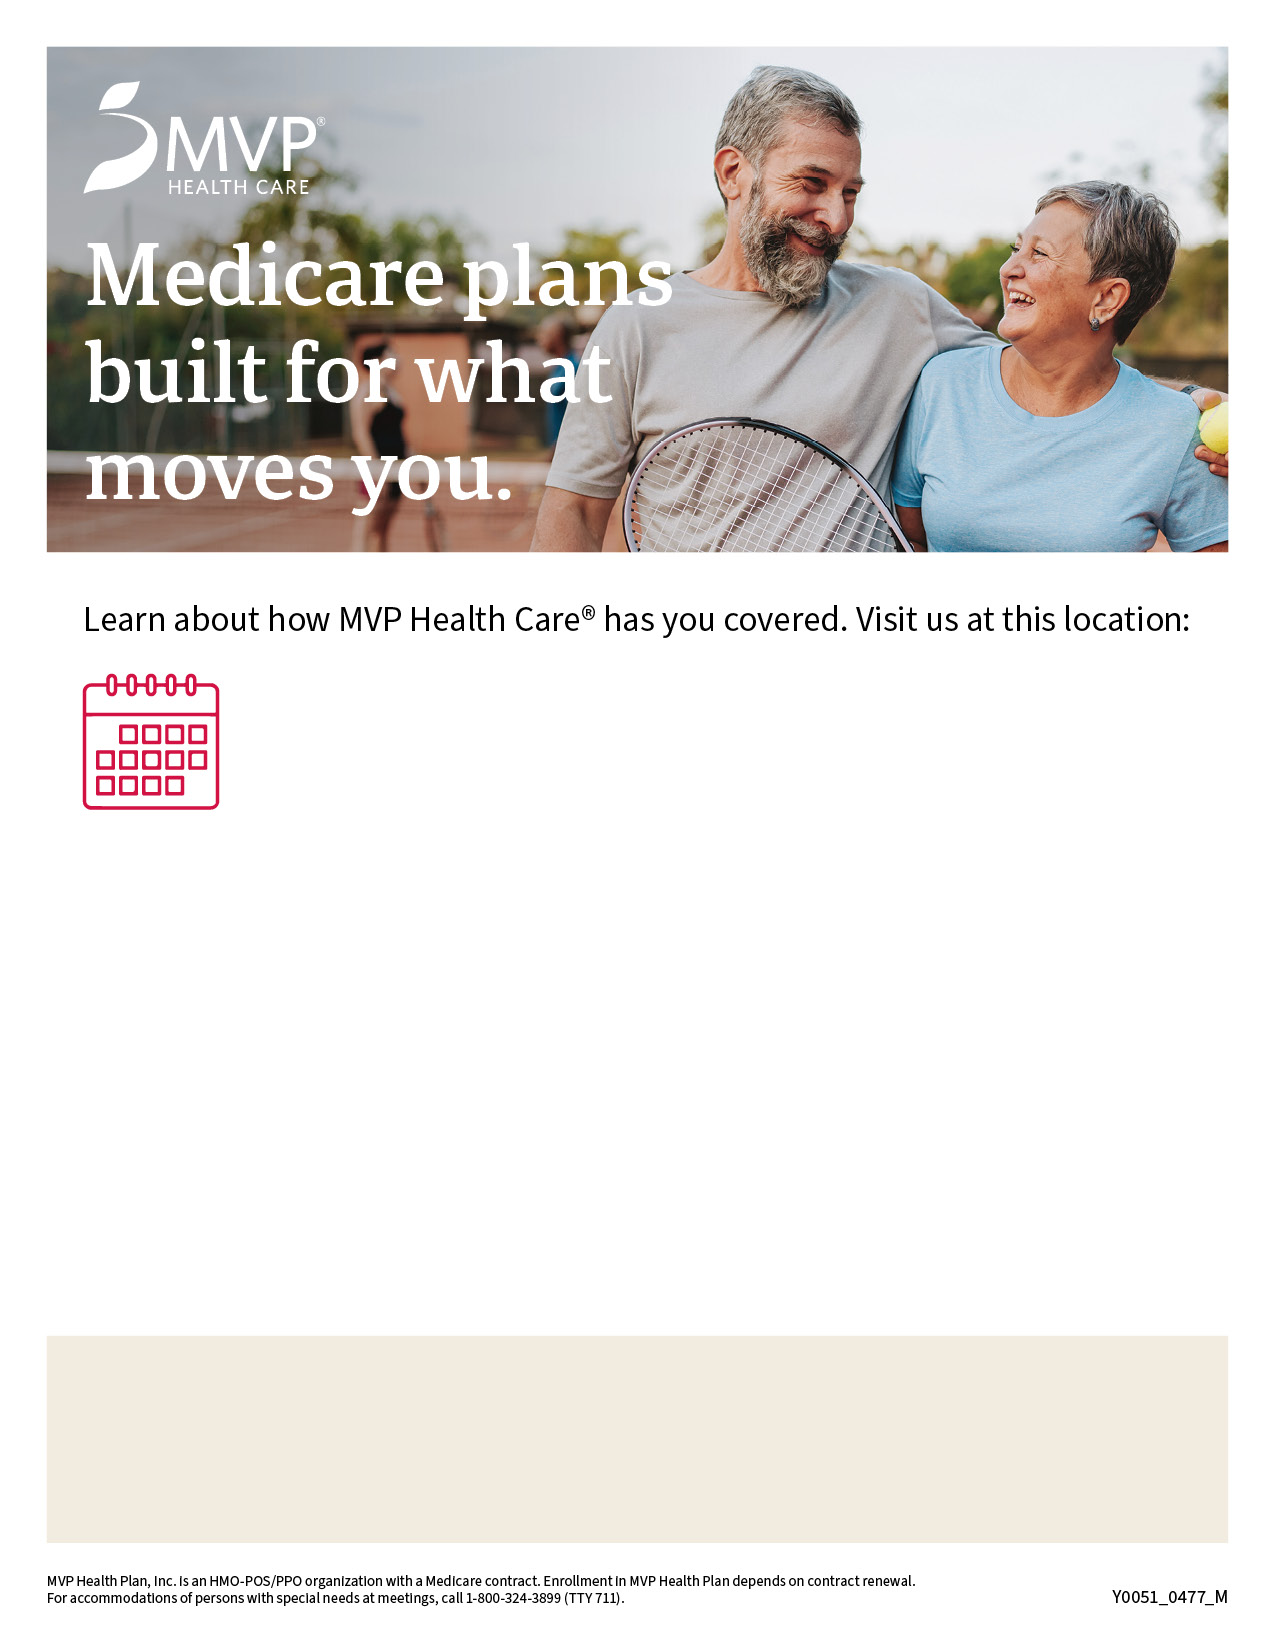 MVP®
HEALTH CARE
Medicare plans
built for what
moves you.
Learn about how MVP Health Care® has you covered. Visit us at this location:
MVP Health Plan, Inc. is an HMO-POS/PPO organization with a Medicare contract. Enrollment in MVP Health Plan depends on contract renewal.
For accommodations of persons with special needs at meetings, call 1-800-324-3899 (TTY 711).
Y0051_0477_M